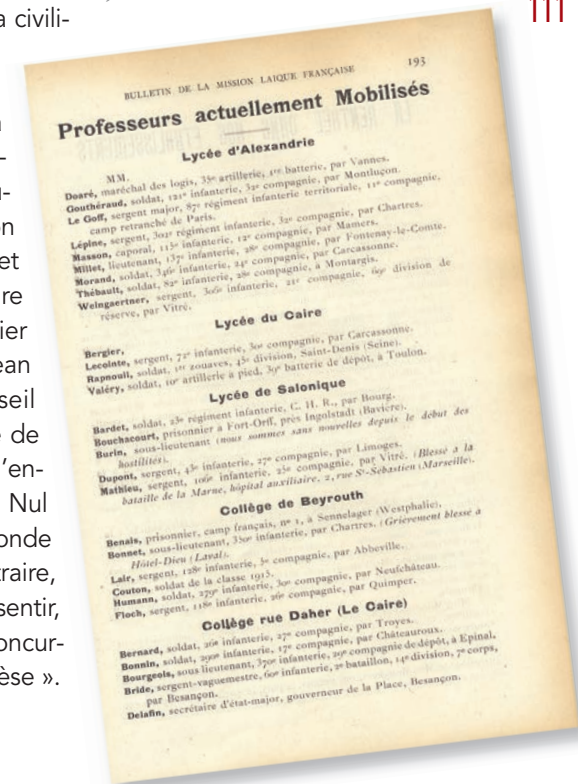 a civili-
111
on
et
re
ier
ean
seil
e de
'en-
Nul
onde
traire,
sentir,
oncur-
èse ».
BULLETIN DE LA MISSION LAIQUE FRANÇAISE 193
Professeurs actuellement Mobilisés
Lycée d'Alexandrie
MM.
Doaré, maréchal des logis, 35e artillerie, 1re batterie, par Vannes.
Gouthéraud, soldat, 121e infanterie, 32e compagnie, par Montluçon.
Le Goff, sergent major, 87e régiment infanterie territoriale, 11e compagnie,
camp retranché de Paris.
Lépine, sergent, 302e régiment infanterie, 32e compagnie, par Chartres.
Masson, caporal, 115e infanterie, 12e compagnie, par Mamers.
Millet, lieutenant, 137e infanterie, 28e compagnie, par Fontenay-le-Comte.
Morand, soldat, 346e infanterie, 24e compagnie, par Carcassonne.
Thébault, soldat, 82e infanterie, 28e compagnie, à Montargis.
Weingaertner, sergent, 306e infanterie, 21e compagnie, 69e division de
réserve, par Vitré.
Lycée du Caire
Bergier,
Lecointe, sergent, 72e infanterie, 30e compagnie, par Carcassonne.
Rapnouil, soldat, 1er zouaves, 45e division, Saint-Denis (Seine).
Valéry, soldat, 10e artillerie à pied, 39e batterie de dépôt, à Toulon.
Lycée de Salonique
Bardet, soldat, 23e régiment infanterie, C. H. R., par Bourg.
Bouchacourt, prisonnier à Fort-Orff, près Ingolstadt (Bavière).
Burin, sous-lieutenant (nous sommes sans nouvelles depuis le début des
hostilités).
Dupont, sergent, 43e infanterie, 27e compagnie, par Limoges.
Mathieu, sergent, 106e infanterie, 25e compagnie, par Vitré. (Blessé à la
bataille de la Marne, hôpital auxiliaire, 2, rue St-Sébastien (Marseille).
Collège de Beyrouth
Benais, prisonnier, camp français, no 1, à Sennelager (Westphalie),
Bonnet, sous-lieutenant, 350e infanterie, par Chartres. (Grièvement blessé à
Hôtel-Dieu (Laval).
Lair, sergent, 128e infanterie, 5e compagnie, par Abbeville.
Couton, soldat de la classe 1915.
Humann, soldat, 279e infanterie, 30e compagnie, par Neufchâteau.
Floch, sergent, 118e infanterie, 26e compagnie, par Quimper.
Collège rue Daher (Le Caire)
Bernard, soldat, 26e infanterie, 27e compagnie, par Troyes.
Bonnin, soldat, 290e infanterie, 17e compagnie, par Châteauroux.
Bourgeois, sous lieutenant, 370e infanterie, 29e compagnie de dépôt, à Epinal,
Bride, sergent-vaguemestre, 60e infanterie, 2e bataillon, 14e division, 7e corps,
par Besançon.
Delafin, secrétaire d'état-major, gouverneur de la Place, Besançon.